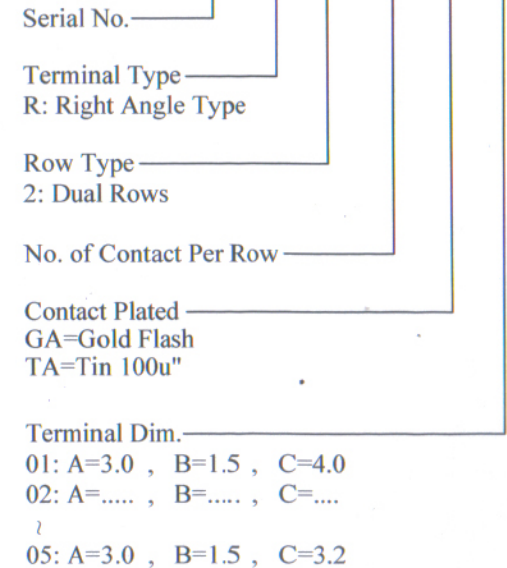 Serial No.
Terminal Type
R: Right Angle Type
Row Type
2: Dual Rows
No. of Contact Per Row
Contact Plated
GA=Gold Flash
TA=Tin 100u"
Terminal Dim.
01: A=3.0 , B=1.5 , C=4.0
02: A=..... , B=..... , C=....
~
05: A=3.0 , B=1.5 , C=3.2